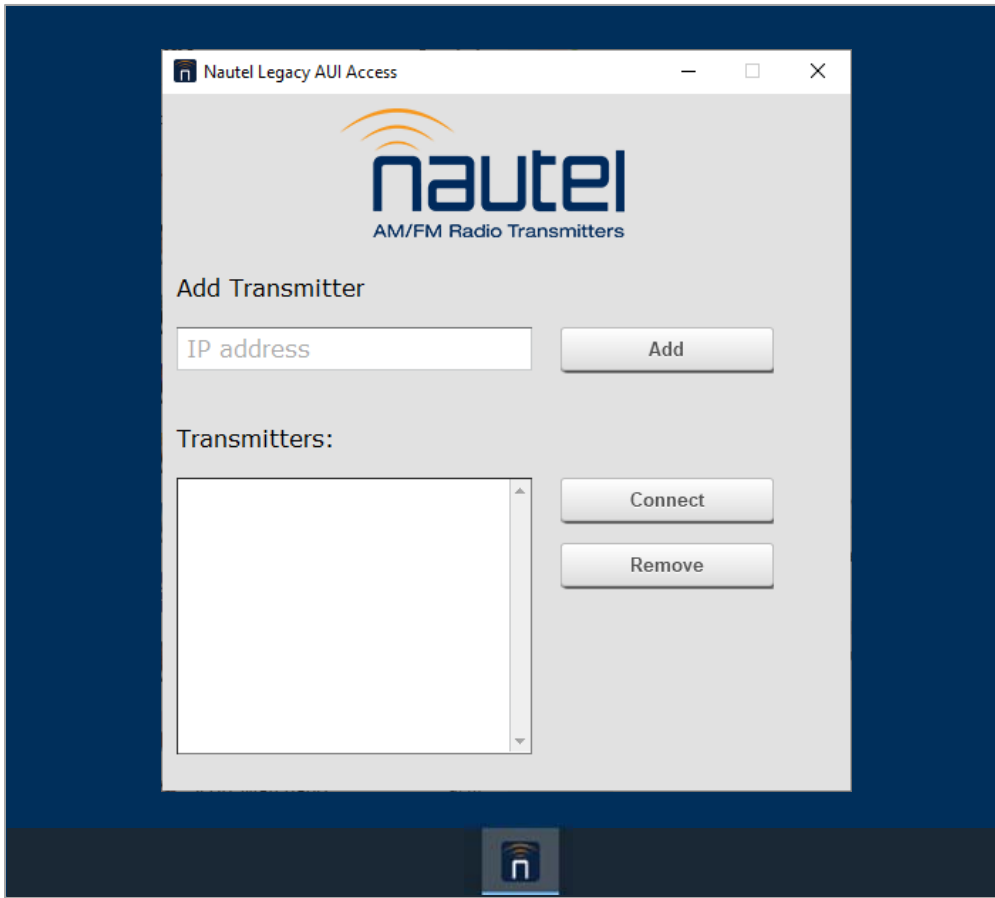 Nautel Legacy AUI Access
nautel
AM/FM Radio Transmitters
Add Transmitter
IP address
Add
Transmitters:
Connect
Remove